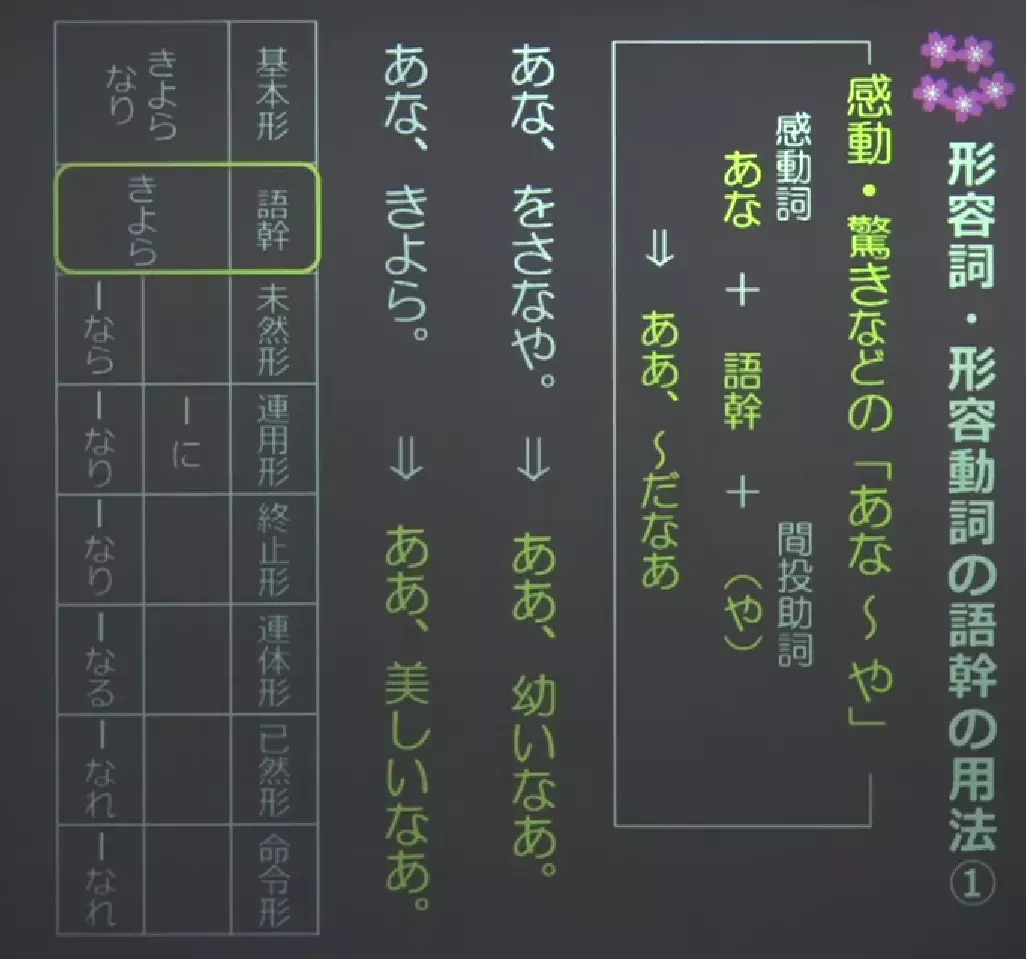 形容詞・形容動詞の語幹の用法①
感動・驚きなどの「あな〜や」
感動詞 間投助詞
あな + 語幹 + (や)
⇒ ああ、〜だなあ
あな、をさなや。 ⇒ ああ、幼いなあ。
あな、きよら。 ⇒ ああ、美しいなあ。
基本形 語幹 未然形 連用形 終止形 連体形 已然形 命令形
ーに
きよらなり きよら ーなら ーなり ーなり ーなる ーなれ ーなれ